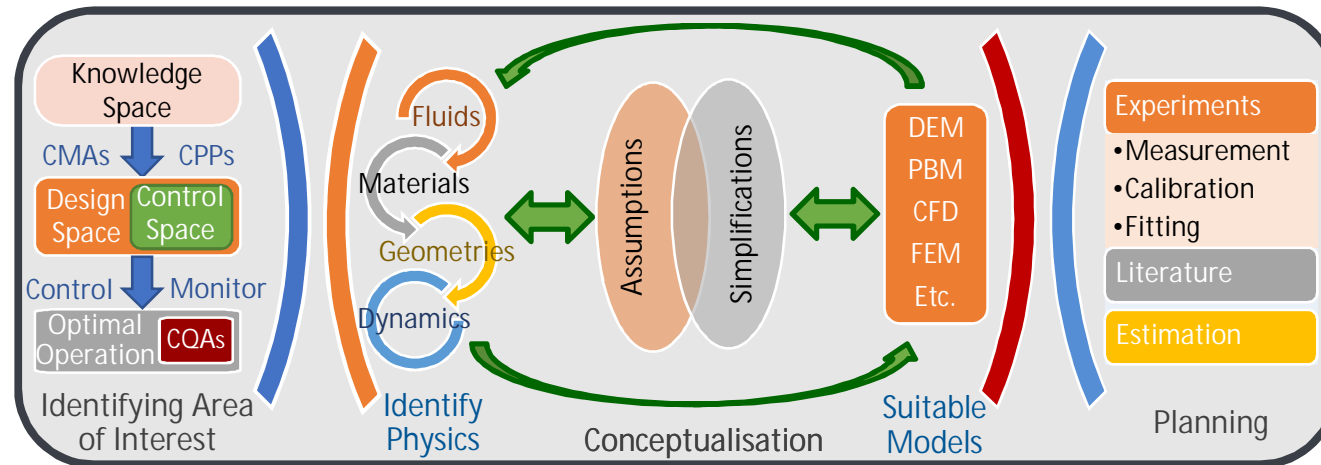 Knowledge
Space
CMAs CPPs
Design
Space
Control
Space
Control Monitor
Optimal
Operation
CQAs
Identifying Area
of Interest
Fluids
Materials
Geometries
Dynamics
Identify
Physics
Assumptions
Simplifications
Conceptualisation
DEM
PBM
CFD
FEM
Etc.
Suitable
Models
Experiments
•Measurement
•Calibration
•Fitting
Literature
Estimation
Planning